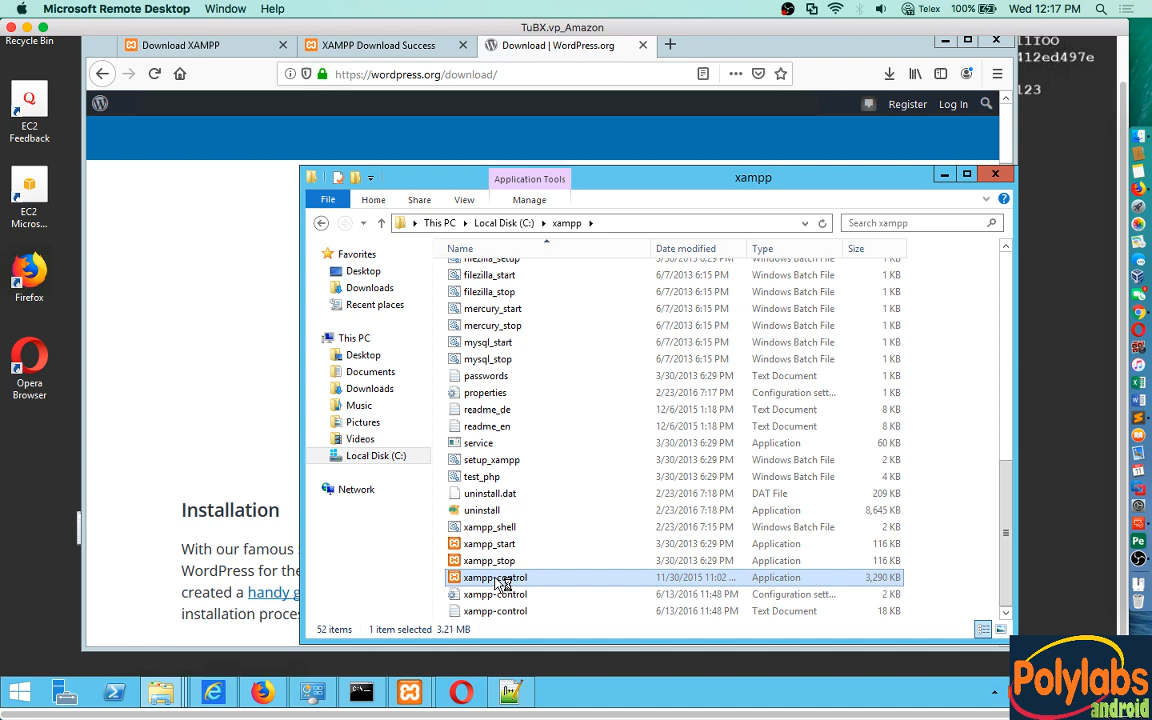 Microsoft Remote Desktop Window Help
Telex 100% Wed 12:17 PM
TuBX.vp_Amazon
Recycle Bin
Download XAMPP
XAMPP Download Success
Download | WordPress.org
412ed497e
123
https://wordpress.org/download/
Register Log In
EC2 Feedback
EC2 Micros...
Firefox
Opera Browser
Application Tools
xampp
File Home Share View Manage
This PC Local Disk (C:) xampp
Search xampp
Name Date modified Type Size
Favorites
Desktop
Downloads
Recent places
This PC
Desktop
Documents
Downloads
Music
Pictures
Videos
Local Disk (C:)
Network
filezilla_setup 3/30/2013 6:29 PM Windows Batch File 1 KB
filezilla_start 6/7/2013 6:15 PM Windows Batch File 1 KB
filezilla_stop 6/7/2013 6:15 PM Windows Batch File 1 KB
mercury_start 6/7/2013 6:15 PM Windows Batch File 1 KB
mercury_stop 6/7/2013 6:15 PM Windows Batch File 1 KB
mysql_start 6/7/2013 6:15 PM Windows Batch File 1 KB
mysql_stop 6/7/2013 6:15 PM Windows Batch File 1 KB
passwords 3/30/2013 6:29 PM Text Document 1 KB
properties 2/23/2016 7:17 PM Configuration sett... 1 KB
readme_de 12/6/2015 1:18 PM Text Document 8 KB
readme_en 12/6/2015 1:18 PM Text Document 8 KB
service 3/30/2013 6:29 PM Application 60 KB
setup_xampp 3/30/2013 6:29 PM Windows Batch File 2 KB
test_php 3/30/2013 6:29 PM Windows Batch File 4 KB
uninstall.dat 2/23/2016 7:18 PM DAT File 209 KB
uninstall 2/23/2016 7:18 PM Application 8,645 KB
xampp_shell 2/23/2016 7:15 PM Windows Batch File 2 KB
xampp_start 3/30/2013 6:29 PM Application 116 KB
xampp_stop 3/30/2013 6:29 PM Application 116 KB
xampp-control 11/30/2015 11:02 ... Application 3,290 KB
xampp-control 6/13/2016 11:48 PM Configuration sett... 2 KB
xampp-control 6/13/2016 11:48 PM Text Document 18 KB
52 items 1 item selected 3.21 MB
Installation
With our famous
WordPress for the
created a handy g
installation proces
Polylabs
android